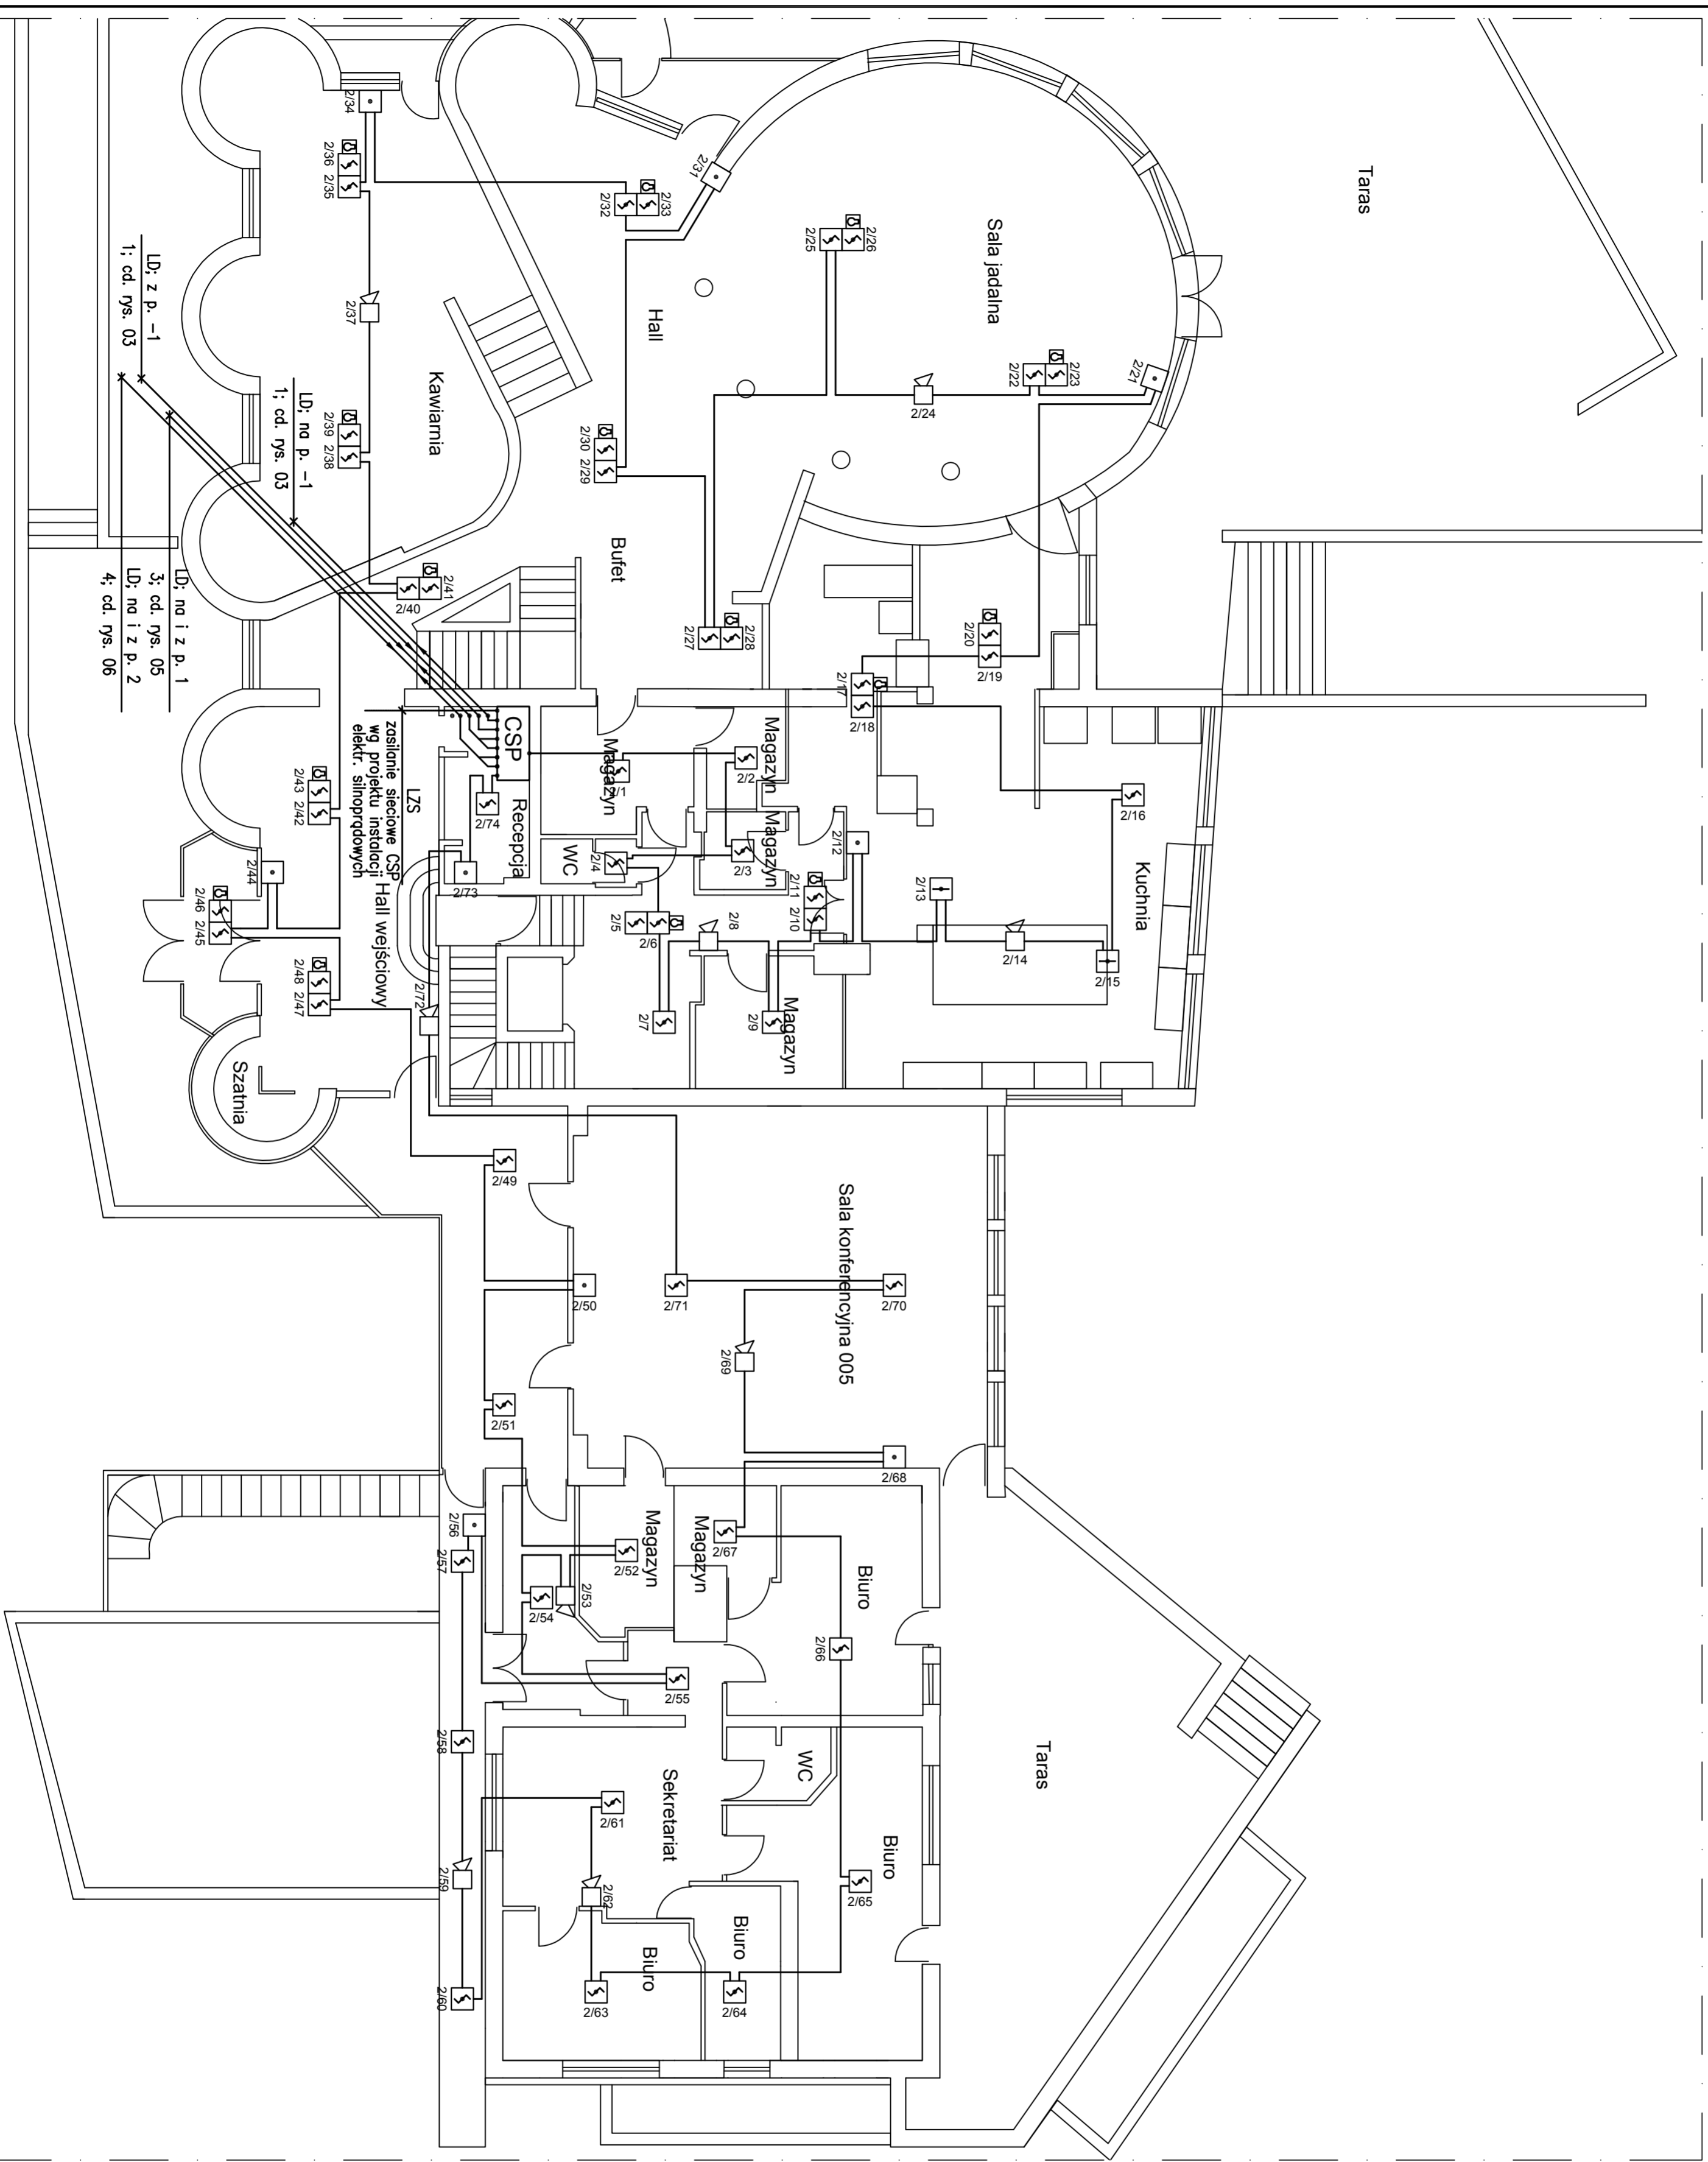 Taras
Sala jadalna
Hall
Kawiarnia
Bufet
Kuchnia
Magazyn
Magazyn
Magazyn
Magazyn
WC
CSP
Recepcja
LZS
zasilanie sieciowe CSP
wg projektu instalacji
elektr. silnoprądowych
Hall wejściowy
Szatnia
Sala konferencyjna 005
Magazyn
Magazyn
Biuro
WC
Sekretariat
Biuro
Biuro
Biuro
Taras
LD; z p. -1
1; cd. rys. 03
LD; na p. -1
1; cd. rys. 03
LD; na i z p. 1
3; cd. rys. 05
LD; na i z p. 2
4; cd. rys. 06
2/1
2/2
2/3
2/4
2/5
2/6
2/7
2/8
2/9
2/10
2/11
2/12
2/13
2/14
2/15
2/16
2/17
2/18
2/19
2/20
2/21
2/22
2/23
2/24
2/25
2/26
2/27
2/28
2/29
2/30
2/31
2/32
2/33
2/34
2/35
2/36
2/37
2/38
2/39
2/40
2/41
2/42
2/43
2/44
2/45
2/46
2/47
2/48
2/49
2/50
2/51
2/52
2/53
2/54
2/55
2/56
2/57
2/58
2/59
2/60
2/61
2/62
2/63
2/64
2/65
2/66
2/67
2/68
2/69
2/70
2/71
2/72
2/73
2/74